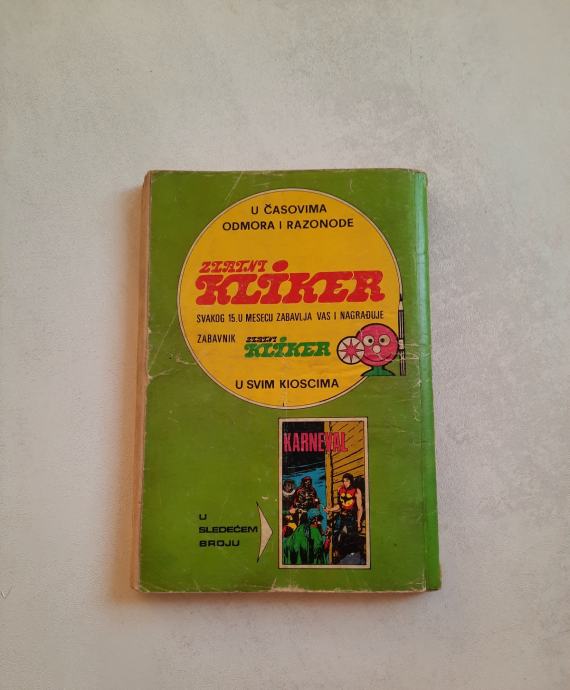 U ČASOVIMA
ODMORA I RAZONODE
ZLATNI
KLIKER
SVAKOG 15. U MESECU ZABAVLJA VAS I NAGRAĐUJE
ZABAVNIK ZLATNI
KLIKER
U SVIM KIOSCIMA
KARNEVAL
U
SLEDEĆEM
BROJU